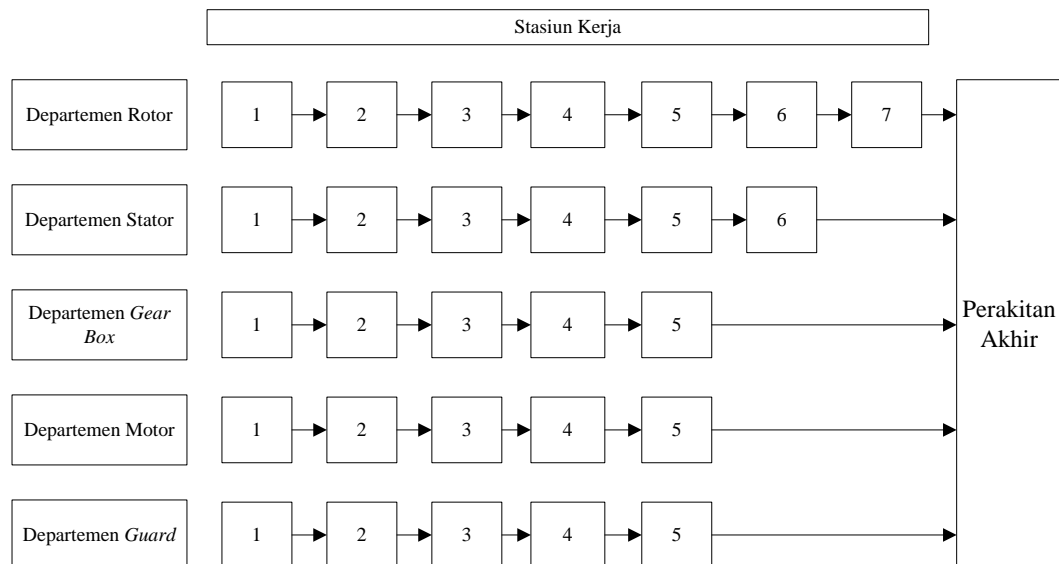 Stasiun Kerja
Departemen Rotor
1 2 3 4 5 6 7
Departemen Stator
1 2 3 4 5 6
Departemen Gear
Box
1 2 3 4 5
Perakitan
Akhir
Departemen Motor
1 2 3 4 5
Departemen Guard
1 2 3 4 5